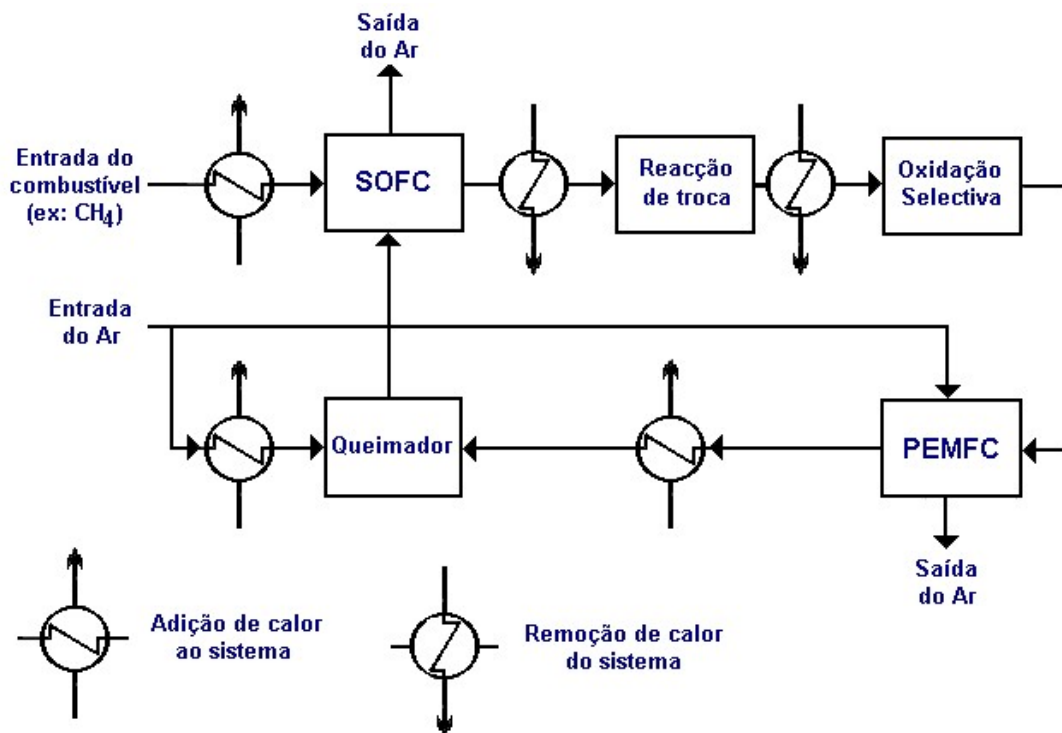 Saída
do Ar
Entrada do
combustível
(ex: CH₄)
SOFC
Reacção
de troca
Oxidação
Selectiva
Entrada
do Ar
Queimador
PEMFC
Saída
do Ar
Adição de calor
ao sistema
Remoção de calor
do sistema